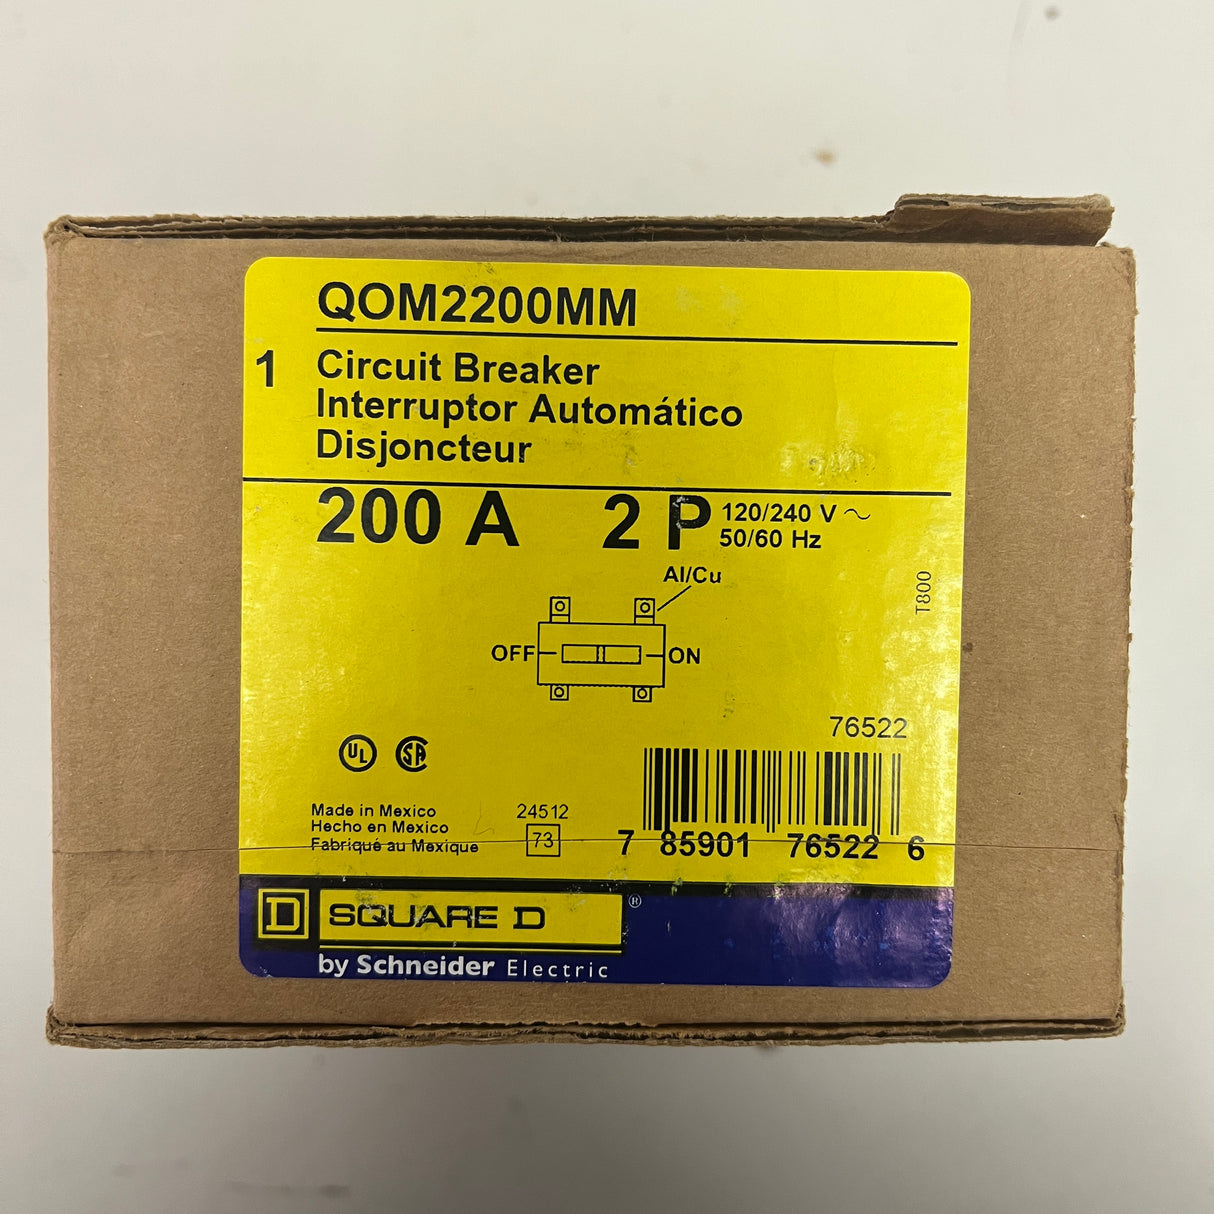 QOM2200MM
1 Circuit Breaker
Interruptor Automático
Disjoncteur
200 A 2 P 120/240 V ~
50/60 Hz
Al/Cu
T800
OFF ON
76522
UL SA
Made in Mexico 24512
Hecho en Mexico 73
Fabriqué au Mexique
7 85901 76522 6
D SQUARE D ®
by Schneider Electric